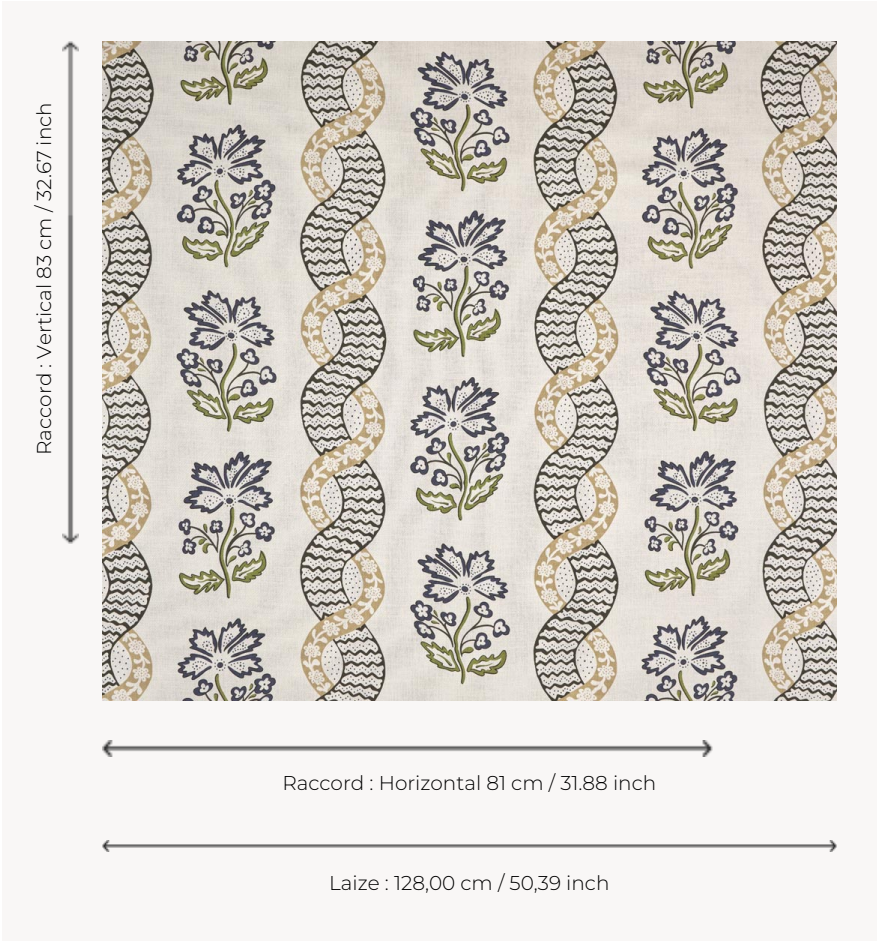 Raccord : Vertical 83 cm / 32.67 inch
Raccord : Horizontal 81 cm / 31.88 inch
Laize : 128,00 cm / 50,39 inch